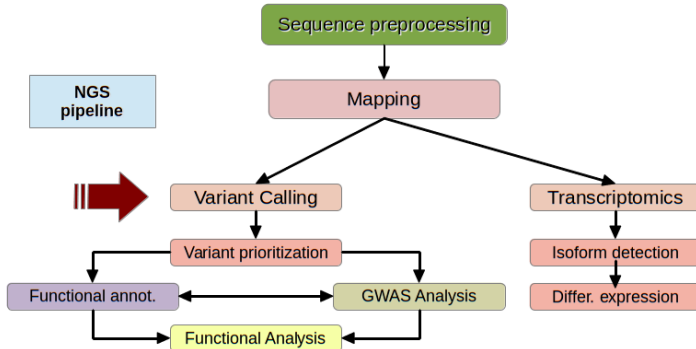 Sequence preprocessing
NGS
pipeline
Mapping
Variant Calling
Transcriptomics
Variant prioritization
Isoform detection
Functional annot.
GWAS Analysis
Differ. expression
Functional Analysis